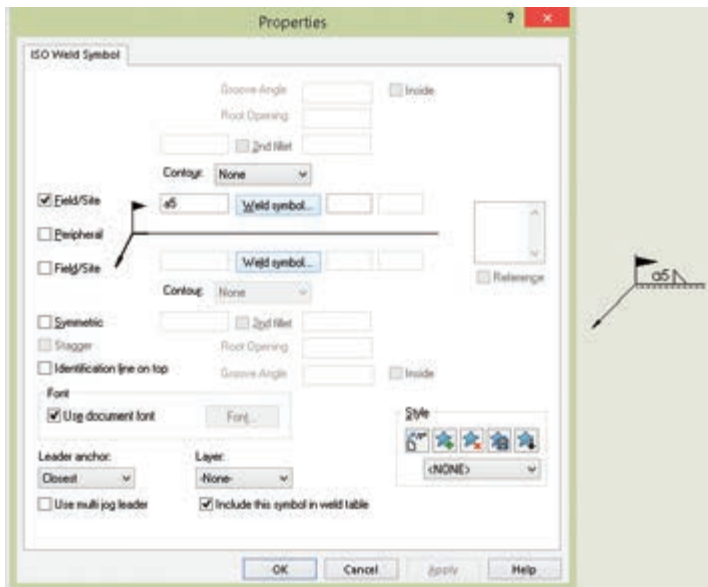 Properties
?
ISO Weld Symbol
Groove Angle
Inside
Root Opening
2nd fillet
Contour: None
Field/Site
a5
Weld symbol...
Peripheral
Field/Site
Weld symbol...
Reference
a5
Contour: None
Symmetric
2nd fillet
Stagger
Root Opening
Identification line on top
Groove Angle
Inside
Font
Use document font
Font...
Style
Leader anchor:
Layer:
<NONE>
Closest
-None-
Use multi jog leader
Include this symbol in weld table
OK
Cancel
Apply
Help